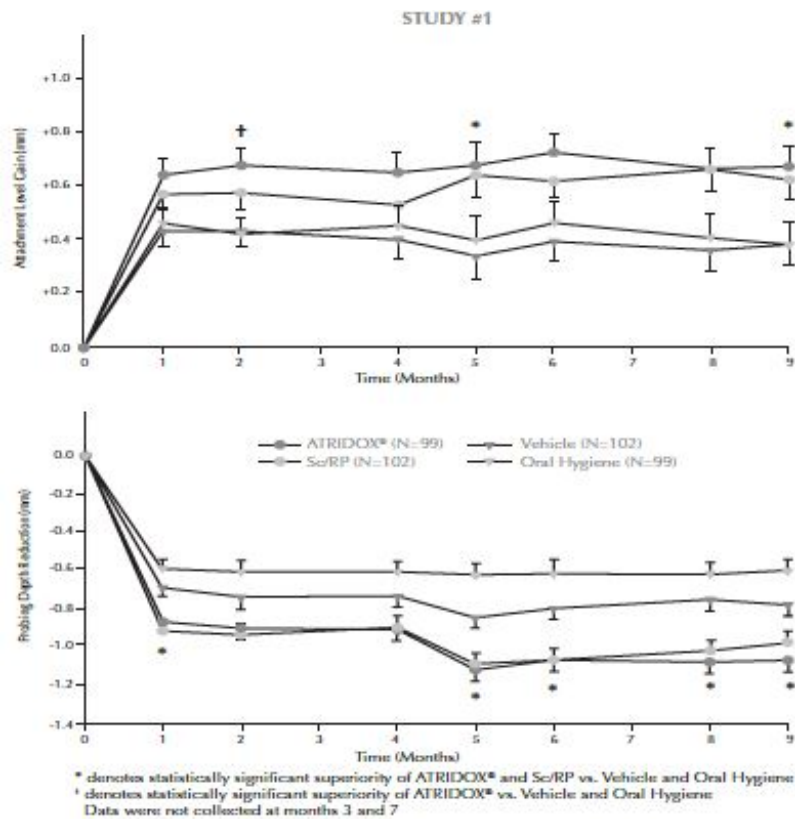 STUDY #1
+1.0
+0.8
+0.6
+0.4
+0.2
0.0
Attachment Level Gain (mm)
† * *
0 1 2 3 4 5 6 7 8 9
Time (Months)
ATRIDOX® (N=99) Vehicle (N=102)
Sc/RP (N=102) Oral Hygiene (N=99)
0.0
-0.2
-0.4
-0.6
-0.8
-1.0
-1.2
-1.4
Probing Depth Reduction (mm)
* * * * *
0 1 2 3 4 5 6 7 8 9
Time (Months)
* denotes statistically significant superiority of ATRIDOX® and Sc/RP vs. Vehicle and Oral Hygiene
† denotes statistically significant superiority of ATRIDOX® vs. Vehicle and Oral Hygiene
Data were not collected at months 3 and 7